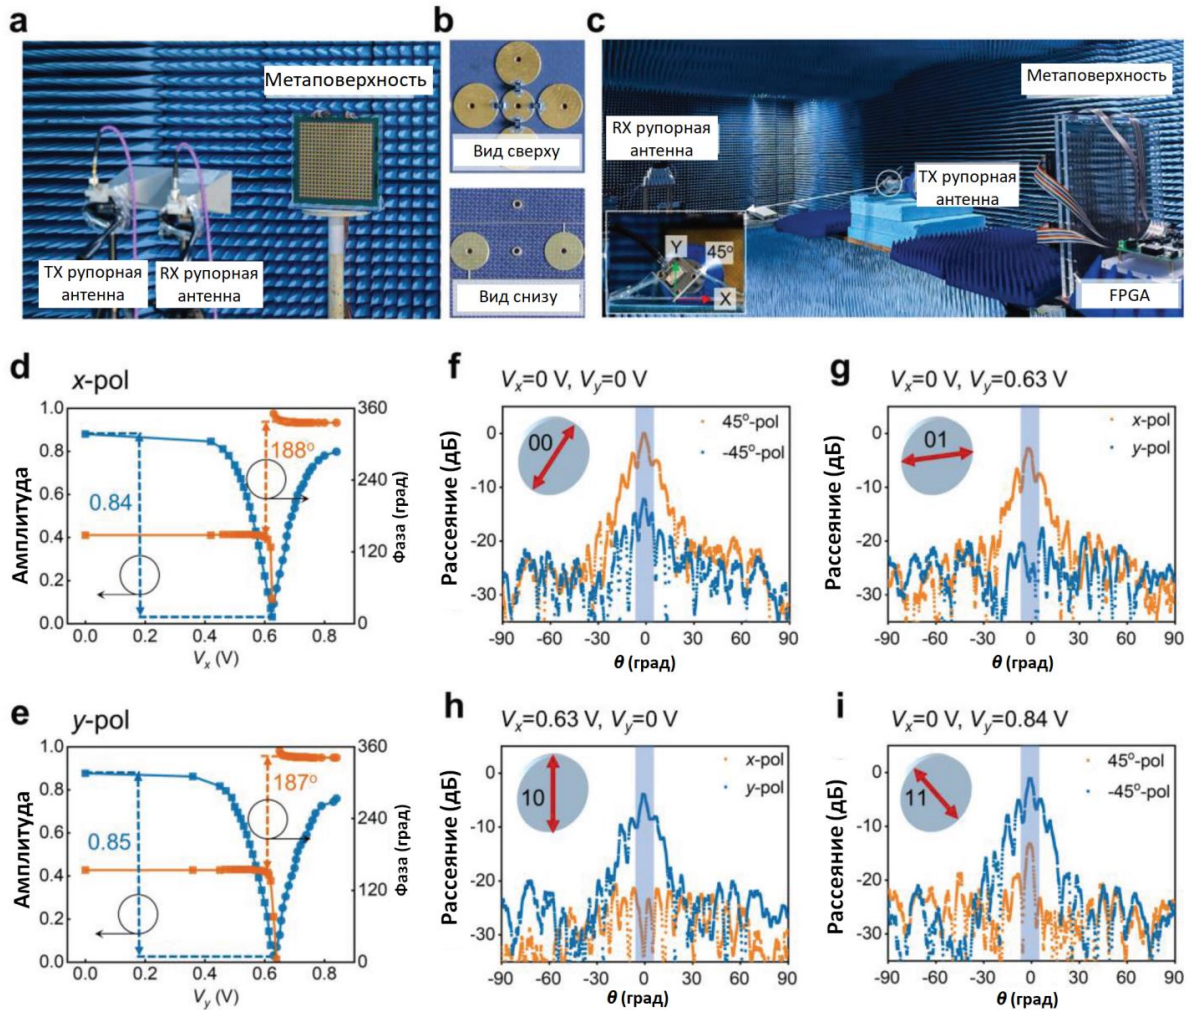 a
Метаповерхность
TX рупорная
антенна
RX рупорная
антенна
b
Вид сверху
Вид снизу
c
Метаповерхность
RX рупорная
антенна
TX рупорная
антенна
Y
45°
X
FPGA
d
x-pol
1.0
0.8
0.6
0.4
0.2
0.0
Амплитуда
0.84
188°
360
240
120
0
Фаза (град)
0.0
0.2
0.4
0.6
0.8
Vx (V)
f
Vx=0 V, Vy=0 V
00
45°-pol
-45°-pol
0
-10
-20
-30
Рассеяние (дБ)
-90
-60
-30
0
30
60
90
θ (град)
g
Vx=0 V, Vy=0.63 V
01
x-pol
y-pol
0
-10
-20
-30
Рассеяние (дБ)
-90
-60
-30
0
30
60
90
θ (град)
e
y-pol
1.0
0.8
0.6
0.4
0.2
0.0
Амплитуда
0.85
187°
360
240
120
0
Фаза (град)
0.0
0.2
0.4
0.6
0.8
Vy (V)
h
Vx=0.63 V, Vy=0 V
10
x-pol
y-pol
0
-10
-20
-30
Рассеяние (дБ)
-90
-60
-30
0
30
60
90
θ (град)
i
Vx=0 V, Vy=0.84 V
11
45°-pol
-45°-pol
0
-10
-20
-30
Рассеяние (дБ)
-90
-60
-30
0
30
60
90
θ (град)